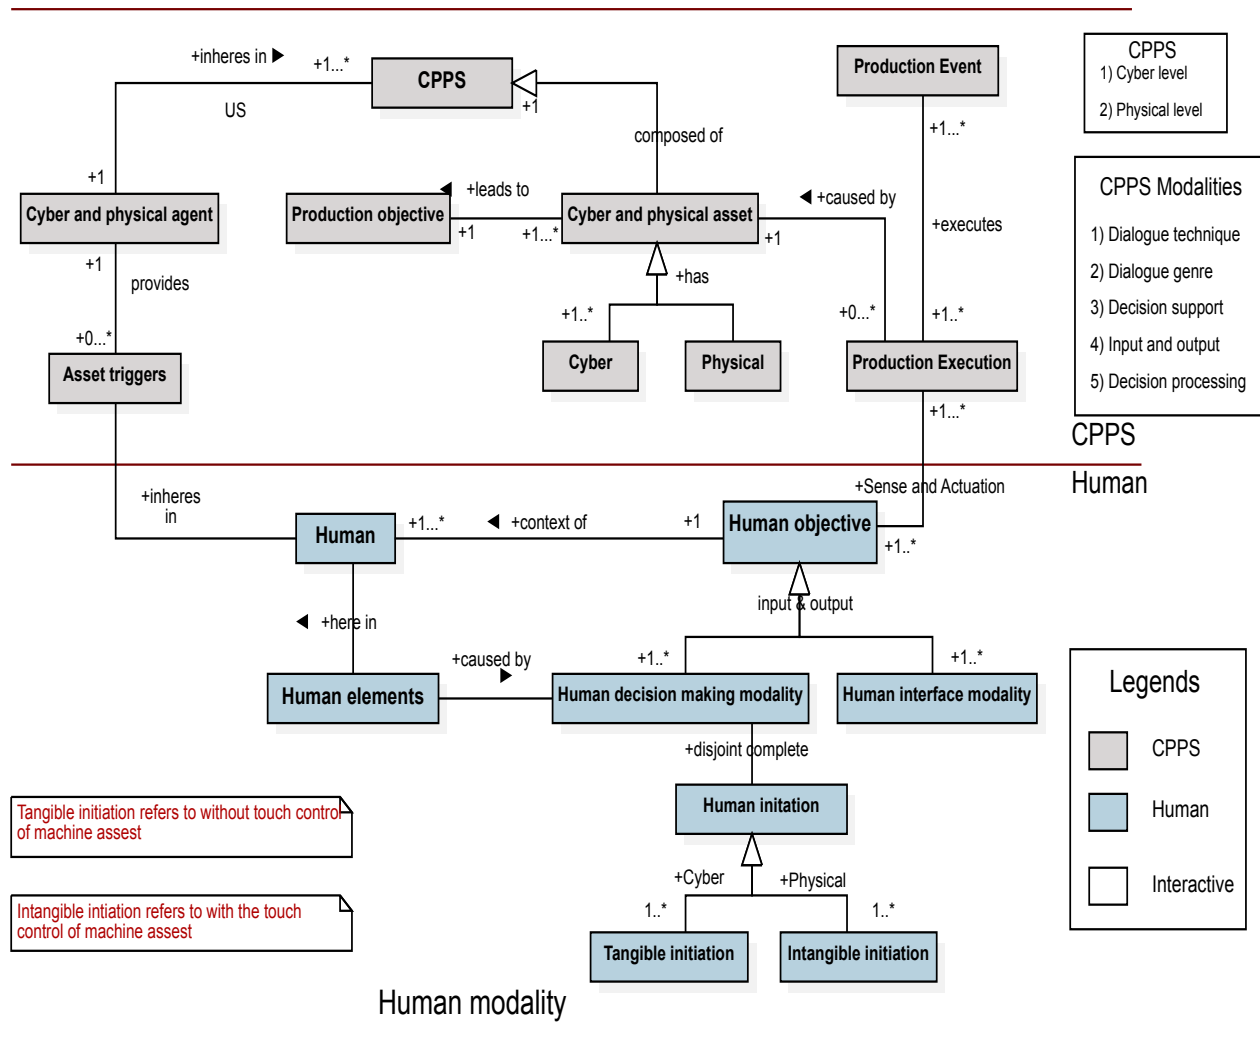 +inheres in
+1...*
CPPS
+1
US
composed of
Production Event
+1...*
CPPS
1) Cyber level
2) Physical level
+1
Cyber and physical agent
+1
provides
+0...*
Asset triggers
Production objective
+leads to
+1
+1...*
Cyber and physical asset
+1
+caused by
+executes
+has
+1..*
Cyber
Physical
+0...*
+1..*
Production Execution
+1...*
CPPS Modalities
1) Dialogue technique
2) Dialogue genre
3) Decision support
4) Input and output
5) Decision processing
CPPS
Human
+inheres
in
Human
+1...*
+context of
+1
Human objective
+Sense and Actuation
+1..*
input & output
+here in
+caused by
+1..*
+1..*
Human elements
Human decision making modality
Human interface modality
+disjoint complete
Human initation
+Cyber
+Physical
1..*
1..*
Tangible initiation
Intangible initiation
Tangible initiation refers to without touch control
of machine assest
Intangible intiation refers to with the touch
control of machine assest
Human modality
Legends
CPPS
Human
Interactive